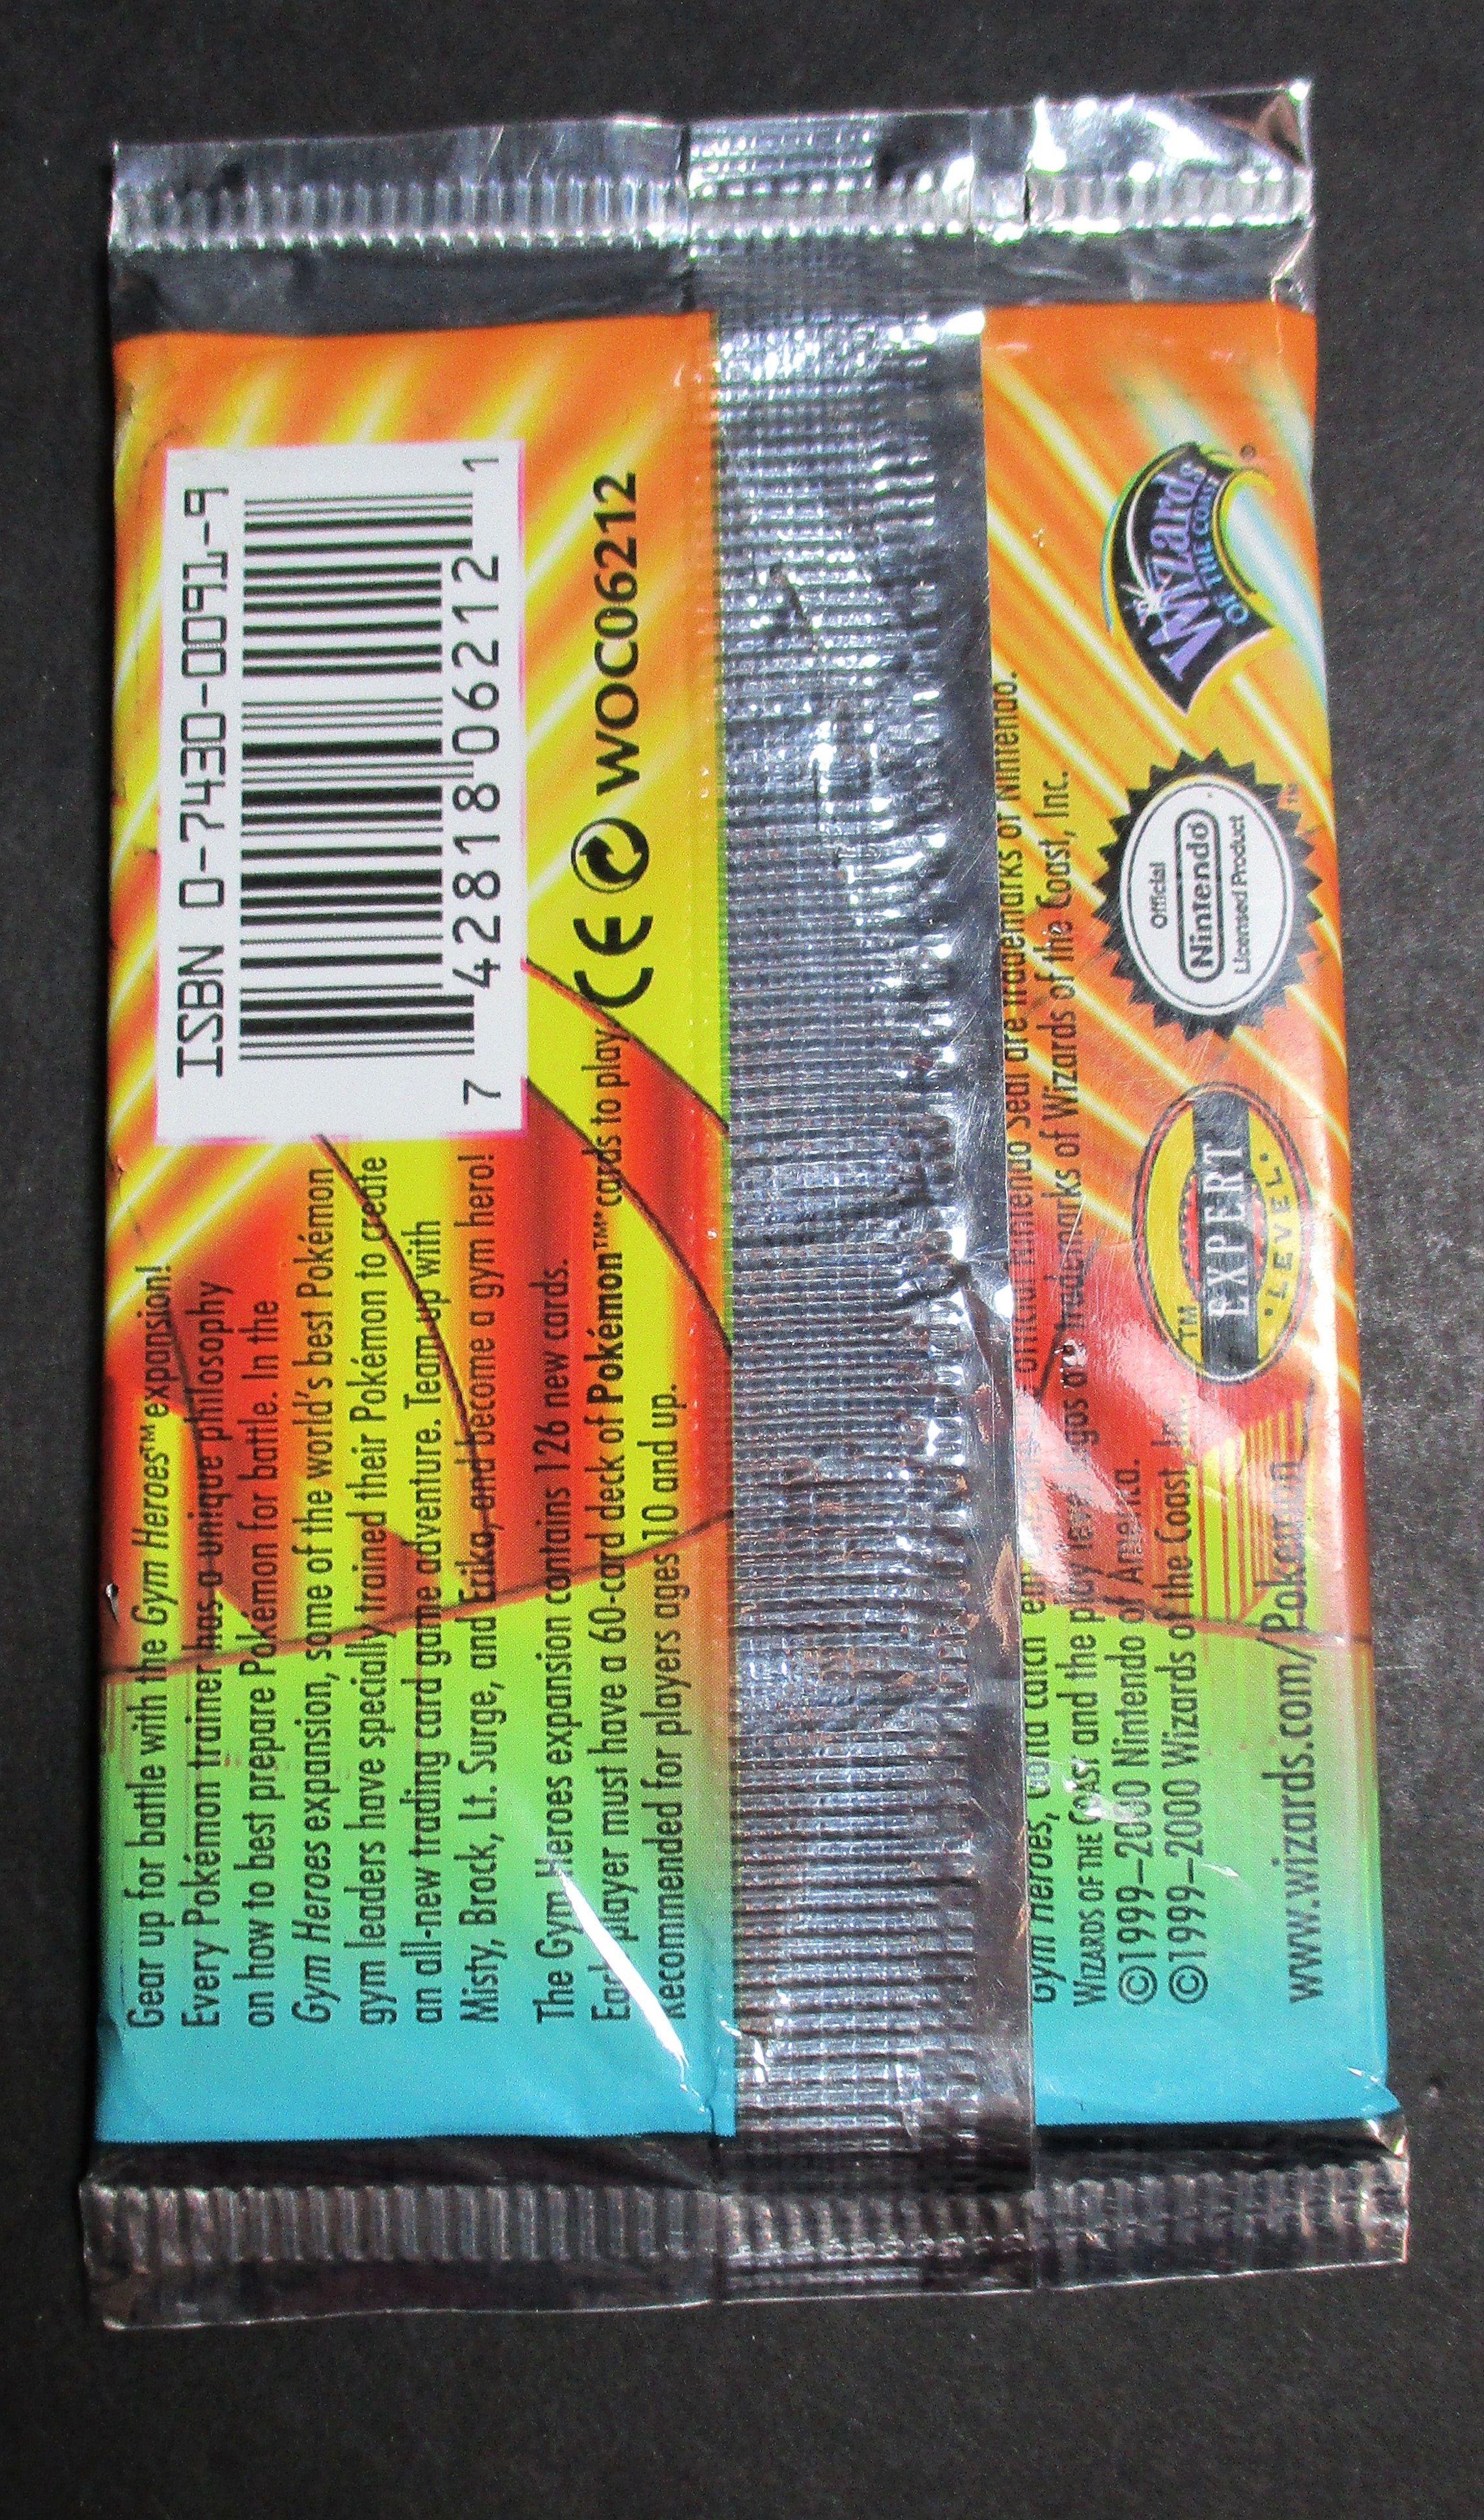 Gear up for battle with the Gym Heroes™ expansion!
Every Pokémon trainer has a unique philosophy
on how to best prepare Pokémon for battle. In the
Gym Heroes expansion, some of the world's best Pokémon
gym leaders have specially trained their Pokémon to create
an all-new trading card game adventure. Team up with
Misty, Brock, Lt. Surge, and Erika, and become a gym hero!
The Gym Heroes expansion contains 126 new cards.
Each player must have a 60-card deck of Pokémon™ cards to play.
Recommended for players ages 10 and up.
ISBN 0-7430-0091-9
7 42818 06212 1
CE WOC06212
Gym Heroes, Gotta catch Official Nintendo Seal are trademarks of Nintendo.
WIZARDS OF THE COAST and the play level logos are trademarks of Wizards of the Coast, Inc.
©1999–2000 Nintendo of America.
©1999–2000 Wizards of the Coast, Inc.
www.wizards.com/Pokemon
TM
EXPERT
LEVEL
Official
Nintendo
Licensed Product
TM
Wizards
OF THE COAST
®